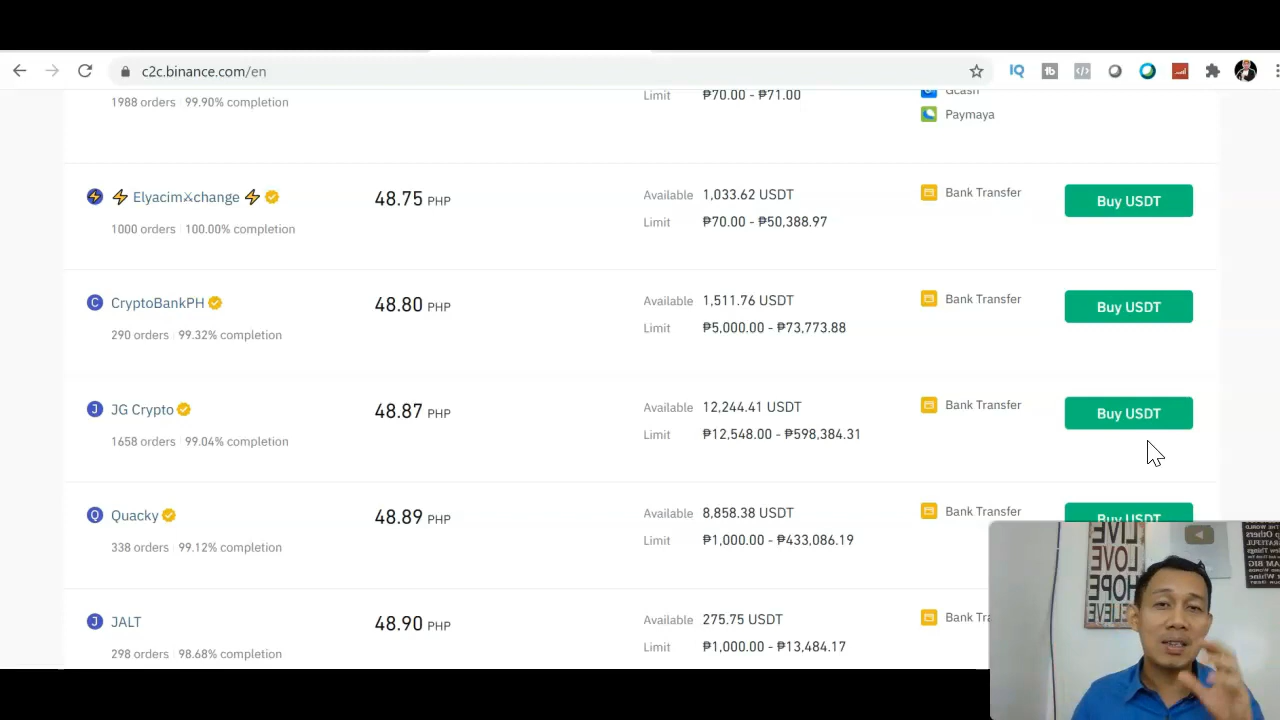 c2c.binance.com/en
1988 orders 99.90% completion
Limit ₱70.00 - ₱71.00
Gcash
Paymaya
Elyacim⚔change
48.75 PHP
Available 1,033.62 USDT
Bank Transfer
Buy USDT
Limit ₱70.00 - ₱50,388.97
1000 orders 100.00% completion
C CryptoBankPH
48.80 PHP
Available 1,511.76 USDT
Bank Transfer
Buy USDT
Limit ₱5,000.00 - ₱73,773.88
290 orders 99.32% completion
J JG Crypto
48.87 PHP
Available 12,244.41 USDT
Bank Transfer
Buy USDT
Limit ₱12,548.00 - ₱598,384.31
1658 orders 99.04% completion
Q Quacky
48.89 PHP
Available 8,858.38 USDT
Bank Transfer
Buy USDT
Limit ₱1,000.00 - ₱433,086.19
338 orders 99.12% completion
J JALT
48.90 PHP
Available 275.75 USDT
Bank
Limit ₱1,000.00 - ₱13,484.17
298 orders 98.68% completion
IQ
tb
LIVE
LOVE
HOPE